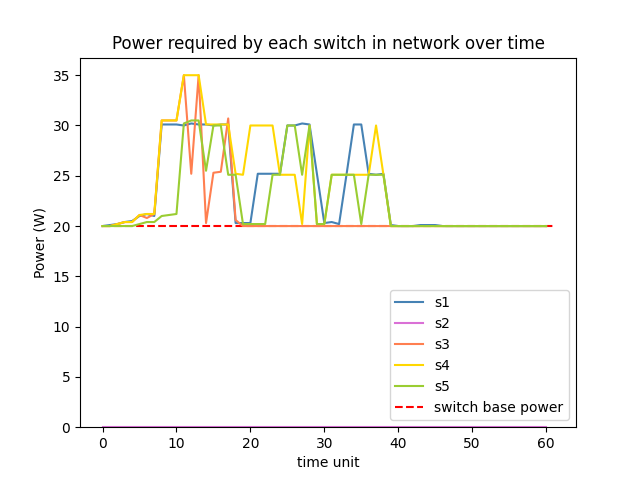 Power required by each switch in network over time
Power (W)
35
30
25
20
15
10
5
0
0 10 20 30 40 50 60
time unit
s1
s2
s3
s4
s5
switch base power